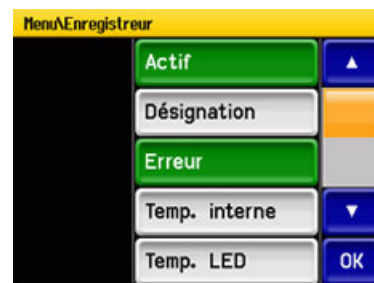 Menu\Enregistreur
Actif
Désignation
Erreur
Temp. interne
Temp. LED
OK